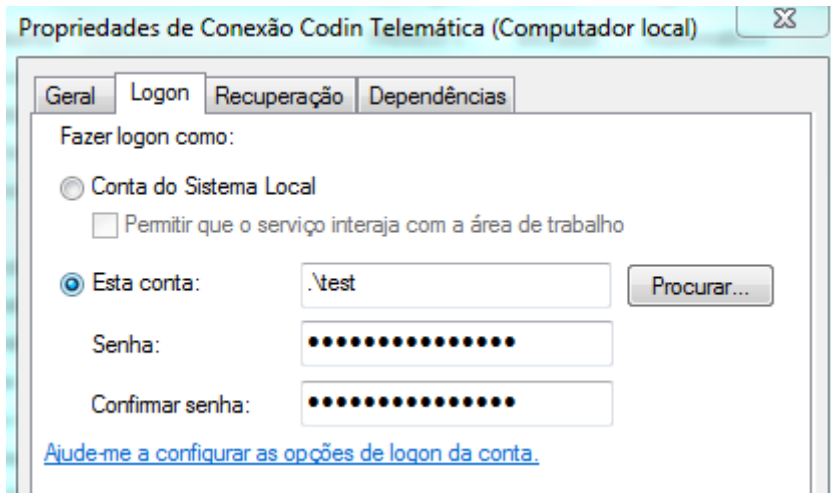 Propriedades de Conexão Codin Telemática (Computador local)
Geral Logon Recuperação Dependências
Fazer logon como:
Conta do Sistema Local
Permitir que o serviço interaja com a área de trabalho
Esta conta: .\test Procurar...
Senha: •••••••••••••••
Confirmar senha: •••••••••••••••
Ajude-me a configurar as opções de logon da conta.